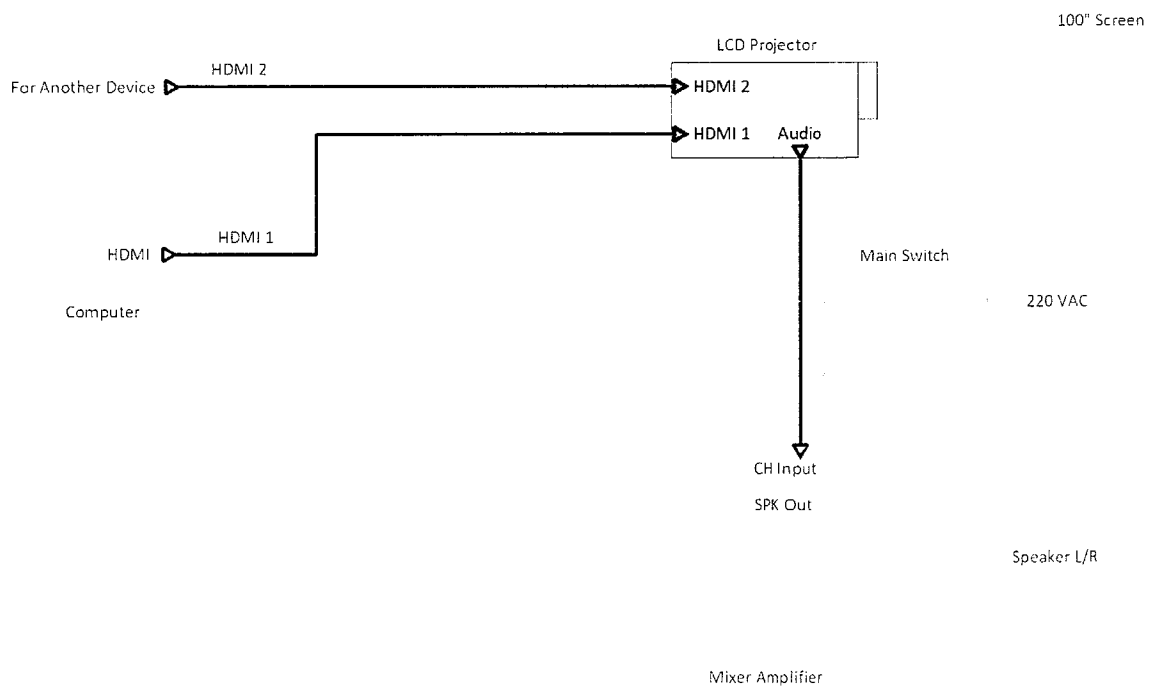 100" Screen
LCD Projector
HDMI 2
For Another Device
HDMI 2
HDMI 1
Audio
HDMI 1
HDMI
Main Switch
220 VAC
Computer
CH Input
SPK Out
Speaker L/R
Mixer Amplifier